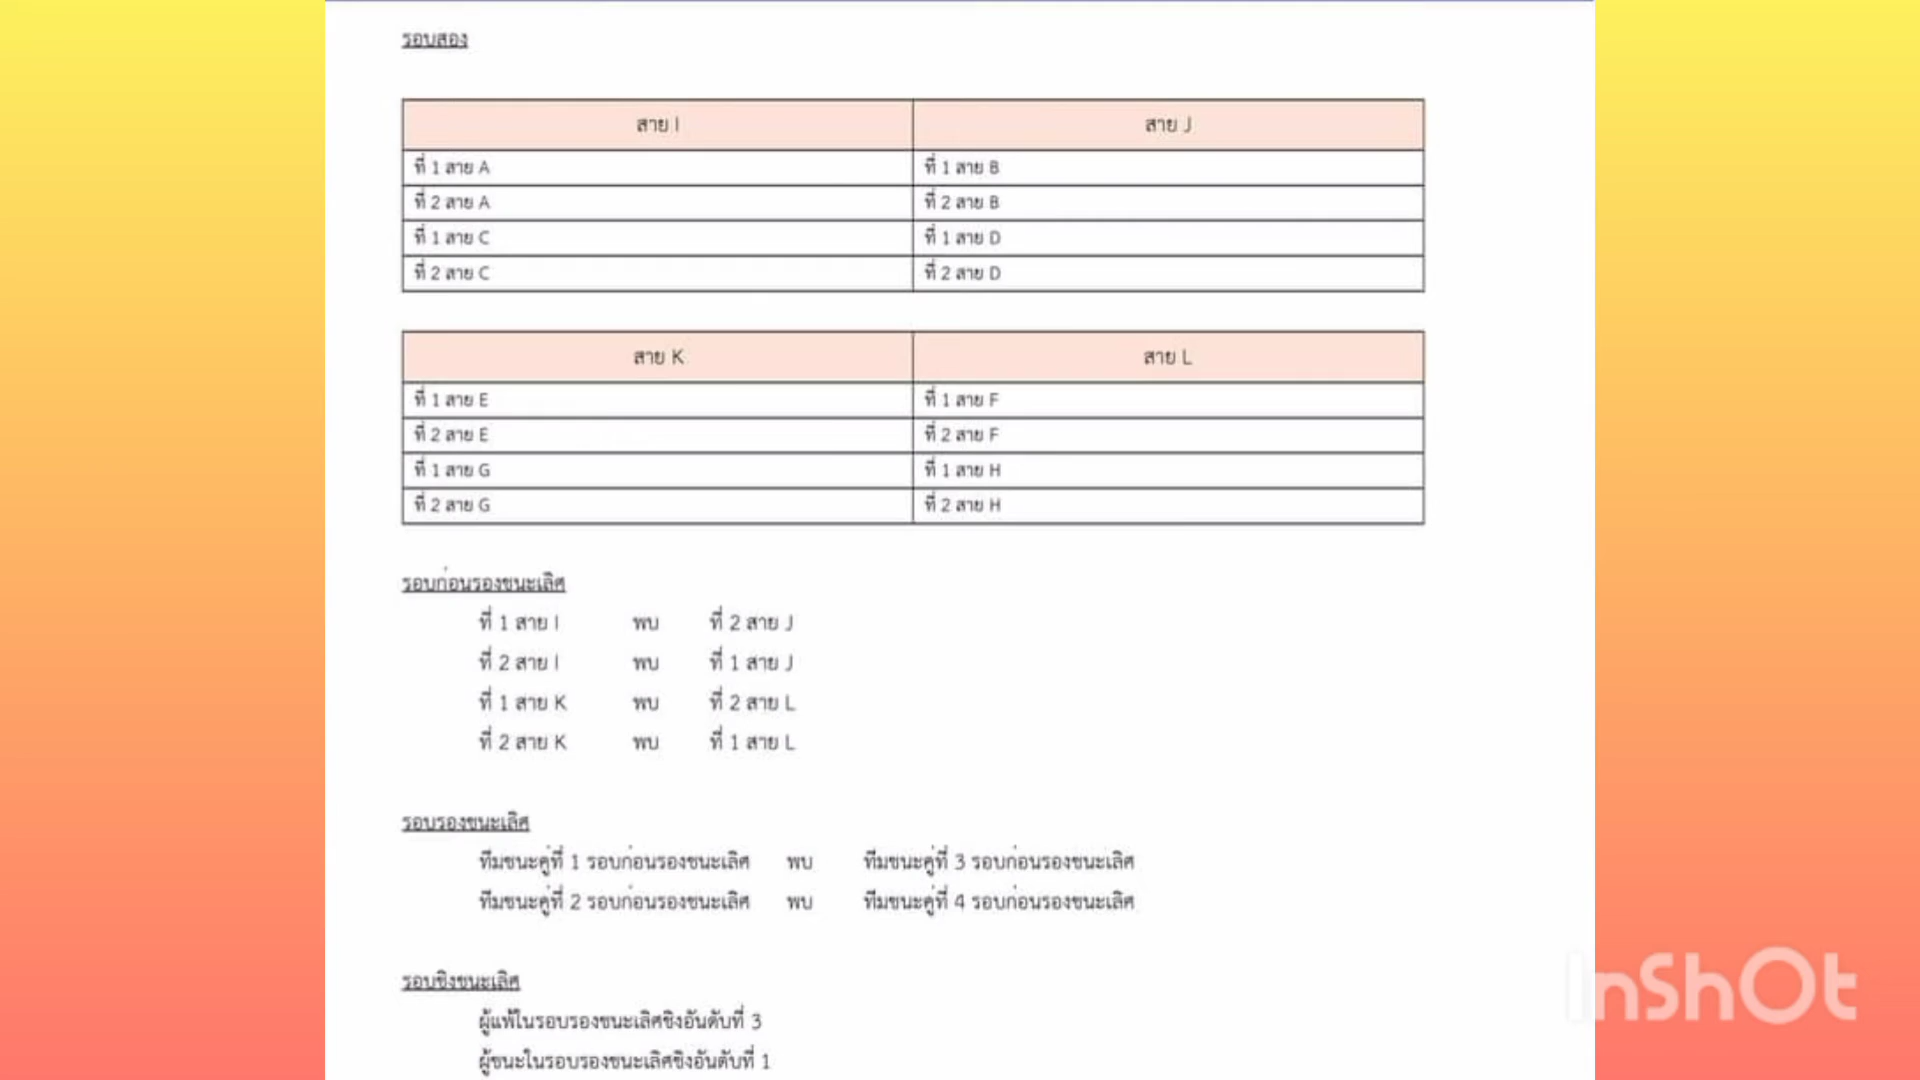 รอบสอง
สาย I สาย J
ที่ 1 สาย A ที่ 1 สาย B
ที่ 2 สาย A ที่ 2 สาย B
ที่ 1 สาย C ที่ 1 สาย D
ที่ 2 สาย C ที่ 2 สาย D
สาย K สาย L
ที่ 1 สาย E ที่ 1 สาย F
ที่ 2 สาย E ที่ 2 สาย F
ที่ 1 สาย G ที่ 1 สาย H
ที่ 2 สาย G ที่ 2 สาย H
รอบก่อนรองชนะเลิศ
ที่ 1 สาย I พบ ที่ 2 สาย J
ที่ 2 สาย I พบ ที่ 1 สาย J
ที่ 1 สาย K พบ ที่ 2 สาย L
ที่ 2 สาย K พบ ที่ 1 สาย L
รอบรองชนะเลิศ
ทีมชนะคู่ที่ 1 รอบก่อนรองชนะเลิศ พบ ทีมชนะคู่ที่ 3 รอบก่อนรองชนะเลิศ
ทีมชนะคู่ที่ 2 รอบก่อนรองชนะเลิศ พบ ทีมชนะคู่ที่ 4 รอบก่อนรองชนะเลิศ
รอบชิงชนะเลิศ
ผู้แพ้ในรอบรองชนะเลิศชิงอันดับที่ 3
ผู้ชนะในรอบรองชนะเลิศชิงอันดับที่ 1
InShOt